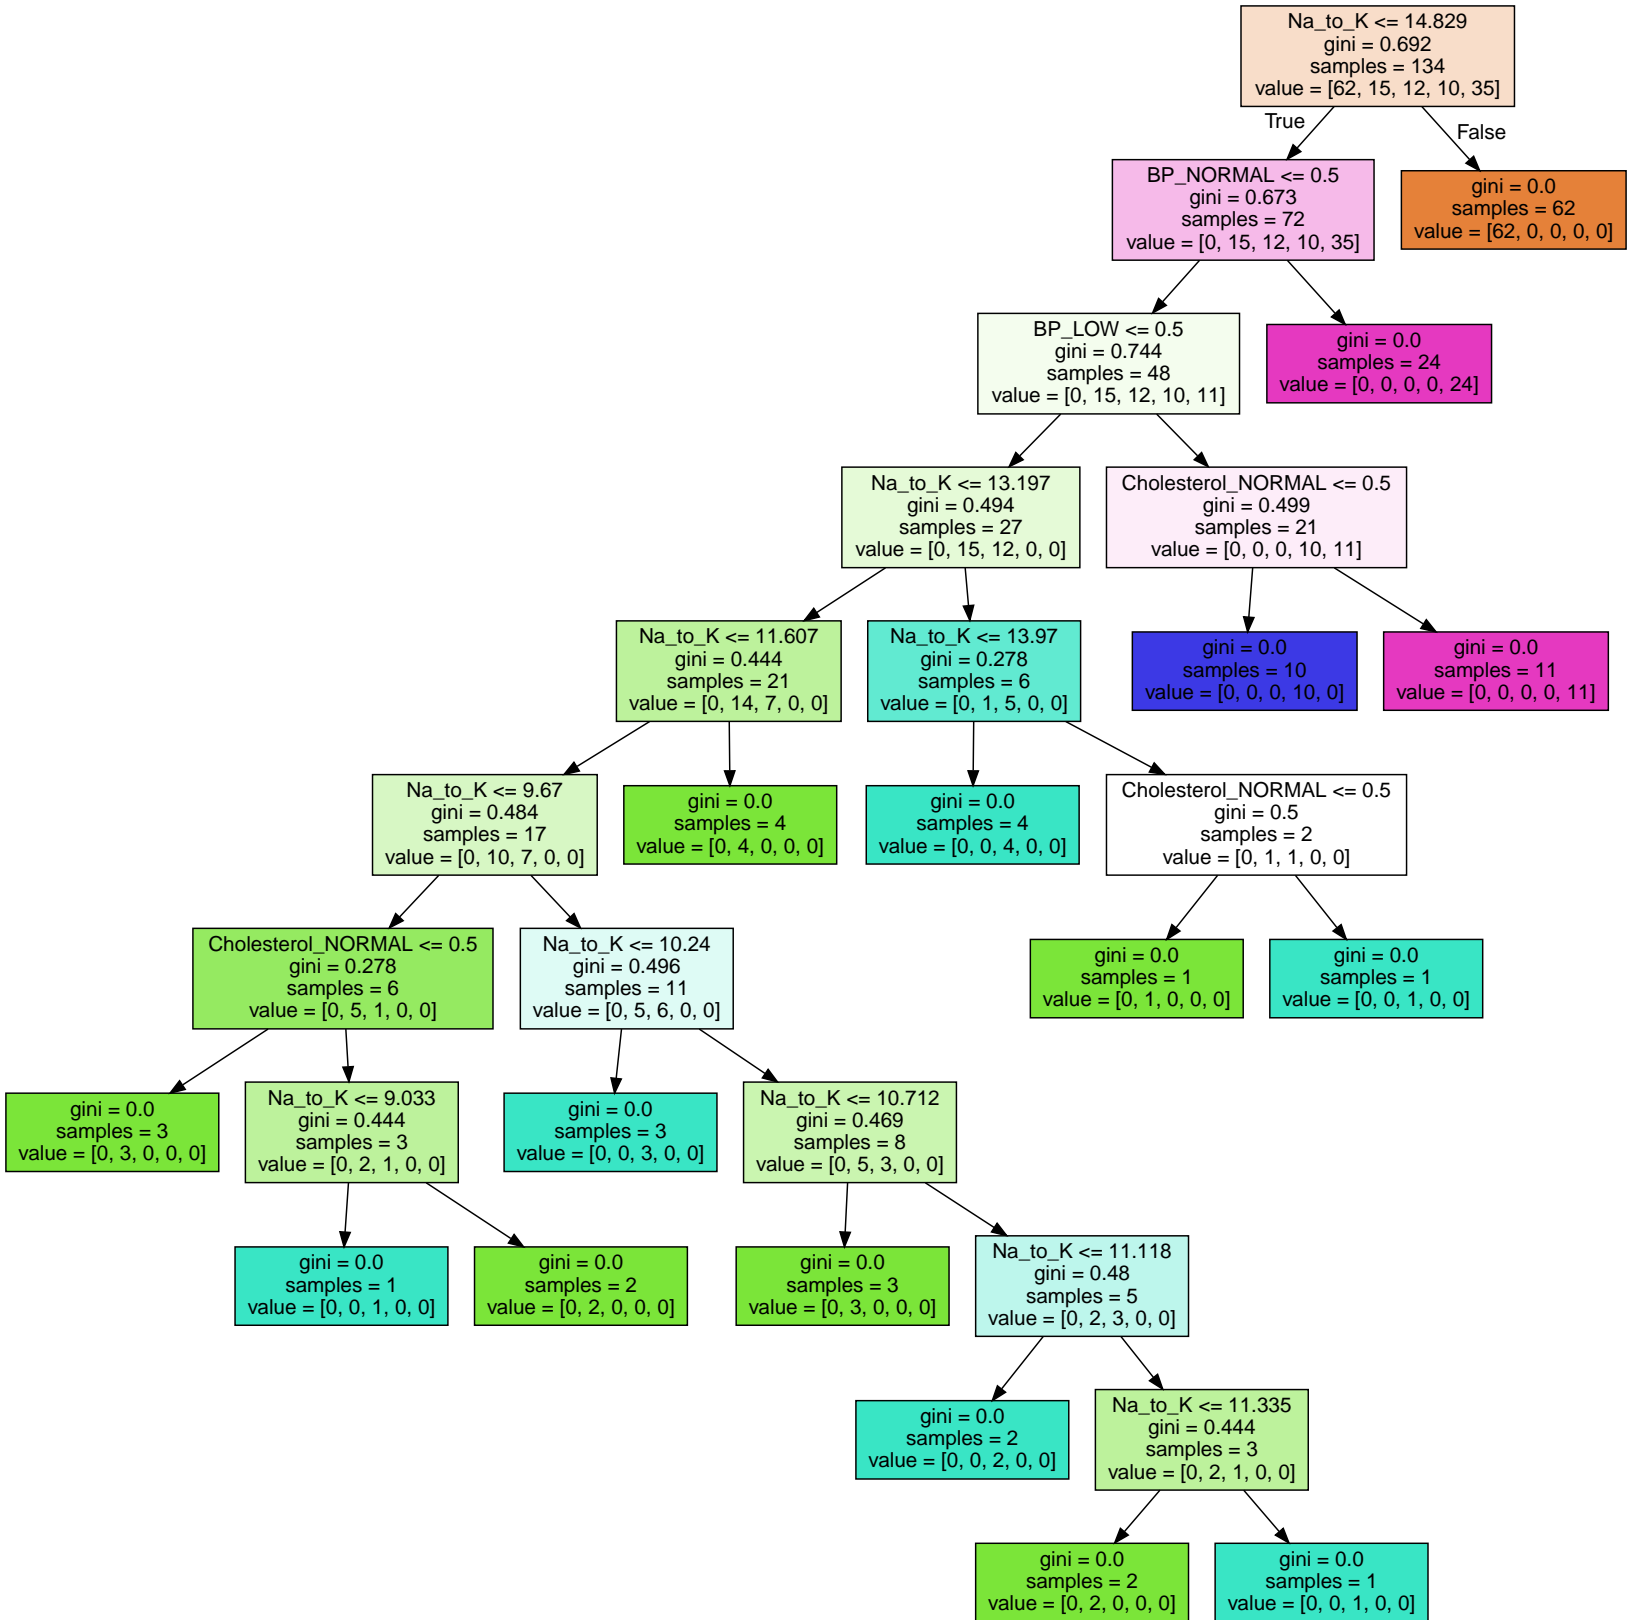 Na_to_K <= 14.829
gini = 0.692
samples = 134
value = [62, 15, 12, 10, 35]
True
False
BP_NORMAL <= 0.5
gini = 0.673
samples = 72
value = [0, 15, 12, 10, 35]
gini = 0.0
samples = 62
value = [62, 0, 0, 0, 0]
BP_LOW <= 0.5
gini = 0.744
samples = 48
value = [0, 15, 12, 10, 11]
gini = 0.0
samples = 24
value = [0, 0, 0, 0, 24]
Na_to_K <= 13.197
gini = 0.494
samples = 27
value = [0, 15, 12, 0, 0]
Cholesterol_NORMAL <= 0.5
gini = 0.499
samples = 21
value = [0, 0, 0, 10, 11]
Na_to_K <= 11.607
gini = 0.444
samples = 21
value = [0, 14, 7, 0, 0]
Na_to_K <= 13.97
gini = 0.278
samples = 6
value = [0, 1, 5, 0, 0]
gini = 0.0
samples = 10
value = [0, 0, 0, 10, 0]
gini = 0.0
samples = 11
value = [0, 0, 0, 0, 11]
Na_to_K <= 9.67
gini = 0.484
samples = 17
value = [0, 10, 7, 0, 0]
gini = 0.0
samples = 4
value = [0, 4, 0, 0, 0]
gini = 0.0
samples = 4
value = [0, 0, 4, 0, 0]
Cholesterol_NORMAL <= 0.5
gini = 0.5
samples = 2
value = [0, 1, 1, 0, 0]
Cholesterol_NORMAL <= 0.5
gini = 0.278
samples = 6
value = [0, 5, 1, 0, 0]
Na_to_K <= 10.24
gini = 0.496
samples = 11
value = [0, 5, 6, 0, 0]
gini = 0.0
samples = 1
value = [0, 1, 0, 0, 0]
gini = 0.0
samples = 1
value = [0, 0, 1, 0, 0]
gini = 0.0
samples = 3
value = [0, 3, 0, 0, 0]
Na_to_K <= 9.033
gini = 0.444
samples = 3
value = [0, 2, 1, 0, 0]
gini = 0.0
samples = 3
value = [0, 0, 3, 0, 0]
Na_to_K <= 10.712
gini = 0.469
samples = 8
value = [0, 5, 3, 0, 0]
gini = 0.0
samples = 1
value = [0, 0, 1, 0, 0]
gini = 0.0
samples = 2
value = [0, 2, 0, 0, 0]
gini = 0.0
samples = 3
value = [0, 3, 0, 0, 0]
Na_to_K <= 11.118
gini = 0.48
samples = 5
value = [0, 2, 3, 0, 0]
gini = 0.0
samples = 2
value = [0, 0, 2, 0, 0]
Na_to_K <= 11.335
gini = 0.444
samples = 3
value = [0, 2, 1, 0, 0]
gini = 0.0
samples = 2
value = [0, 2, 0, 0, 0]
gini = 0.0
samples = 1
value = [0, 0, 1, 0, 0]